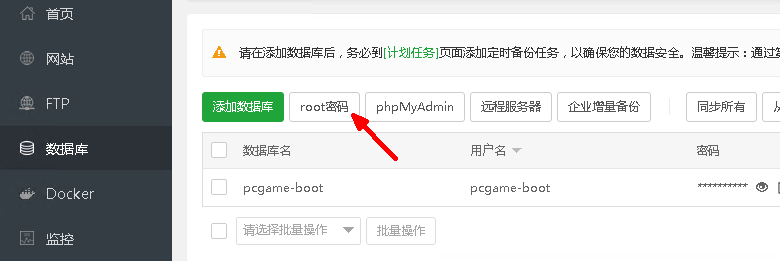 首页
网站
FTP
数据库
Docker
监控
请在添加数据库后，务必到[计划任务]页面添加定时备份任务，以确保您的数据安全。温馨提示：通过
添加数据库 root密码 phpMyAdmin 远程服务器 企业增量备份 同步所有
数据库名 用户名 密码
pcgame-boot pcgame-boot **********
请选择批量操作 批量操作